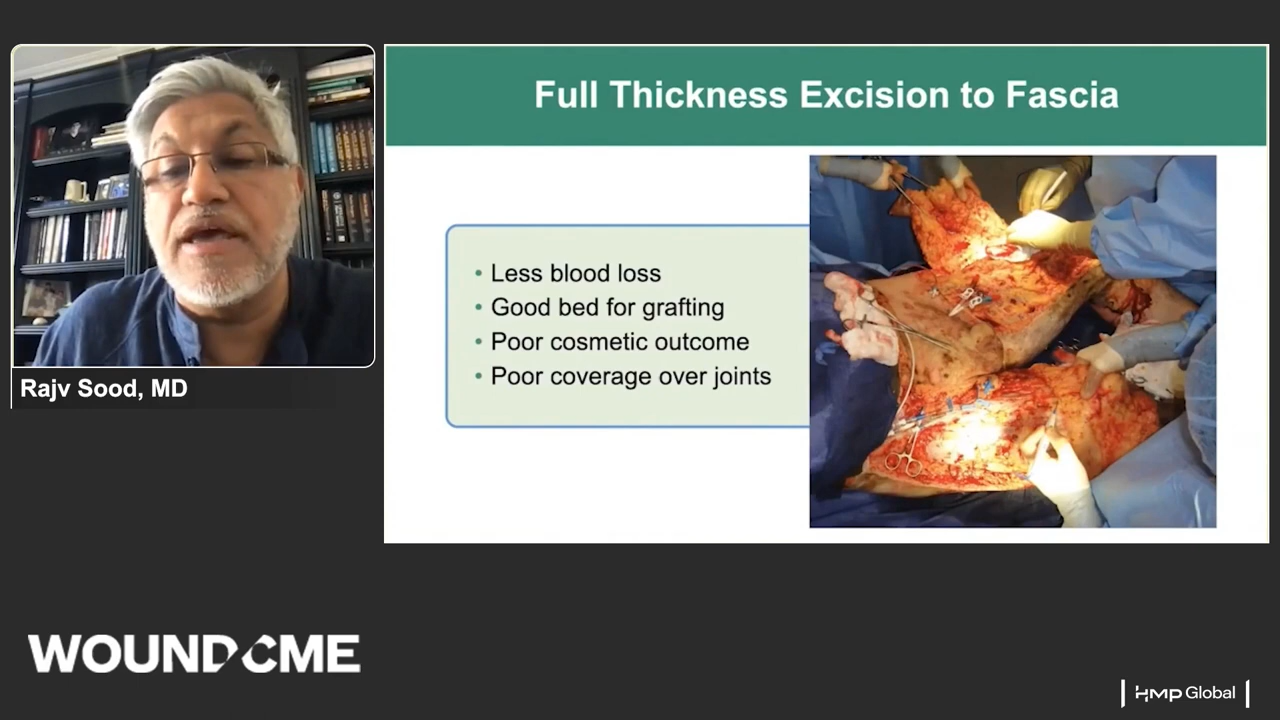 Full Thickness Excision to Fascia
• Less blood loss
• Good bed for grafting
• Poor cosmetic outcome
• Poor coverage over joints
Rajv Sood, MD
WOUNDCME
HMP Global